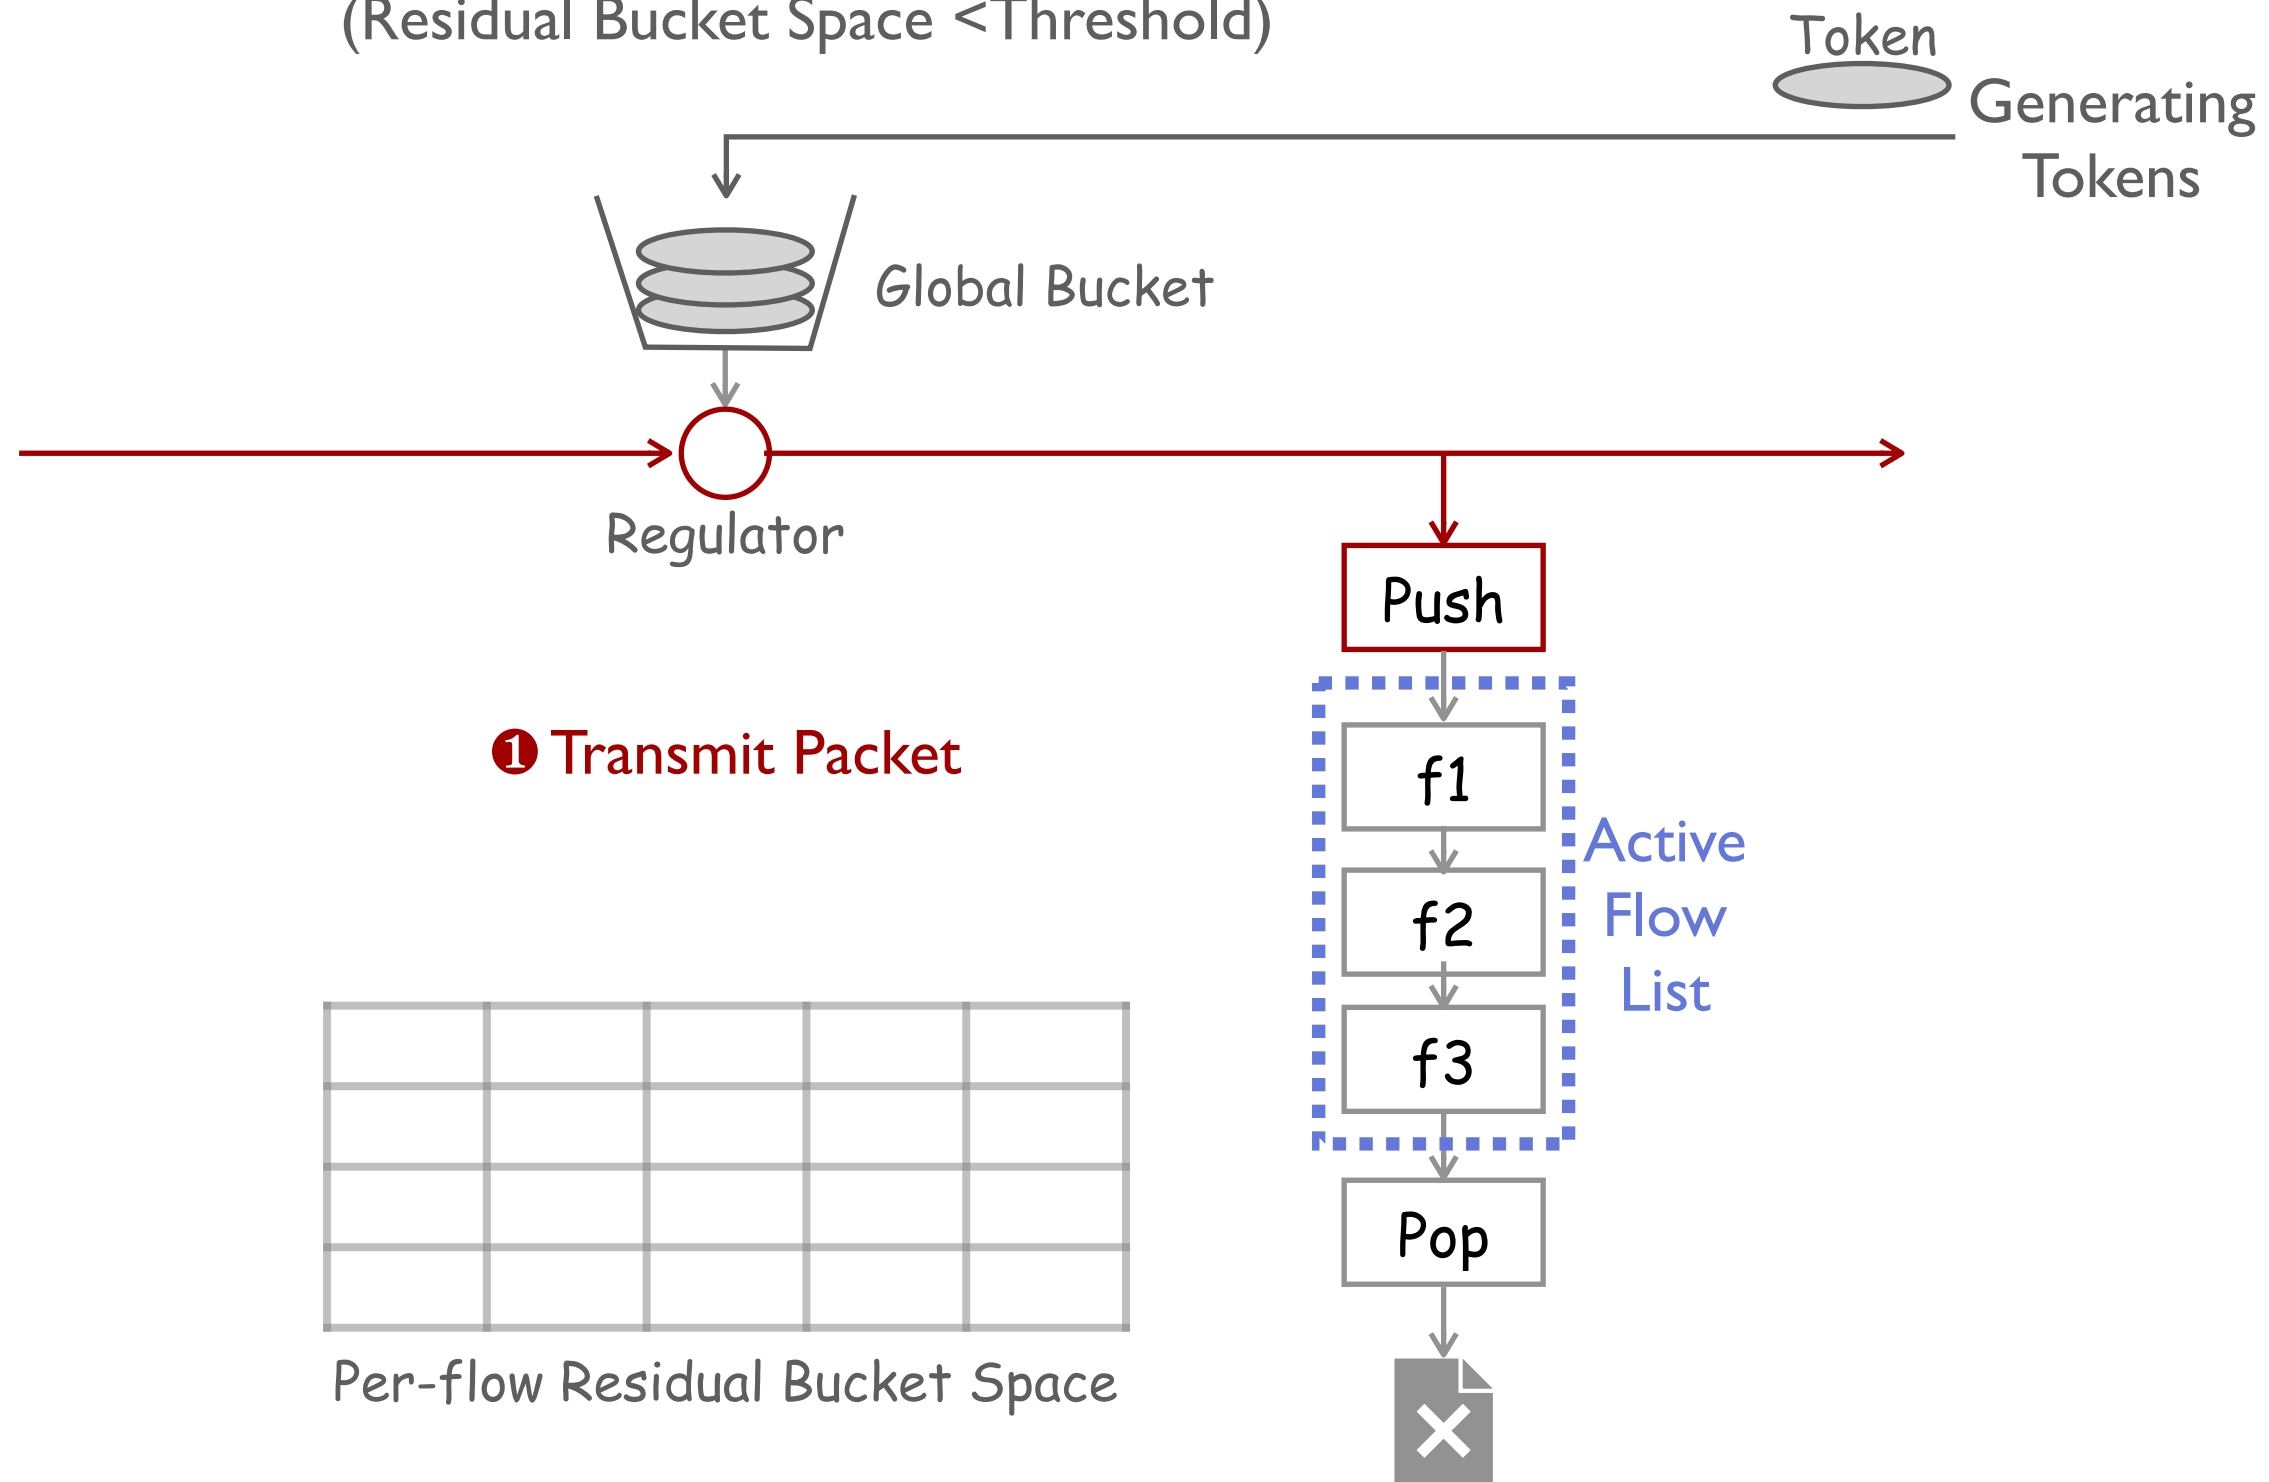 (Residual Bucket Space <Threshold)
Token
Generating
Tokens
Global Bucket
Regulator
Push
❶ Transmit Packet
f1
Active
Flow
List
f2
f3
Pop
Per-flow Residual Bucket Space